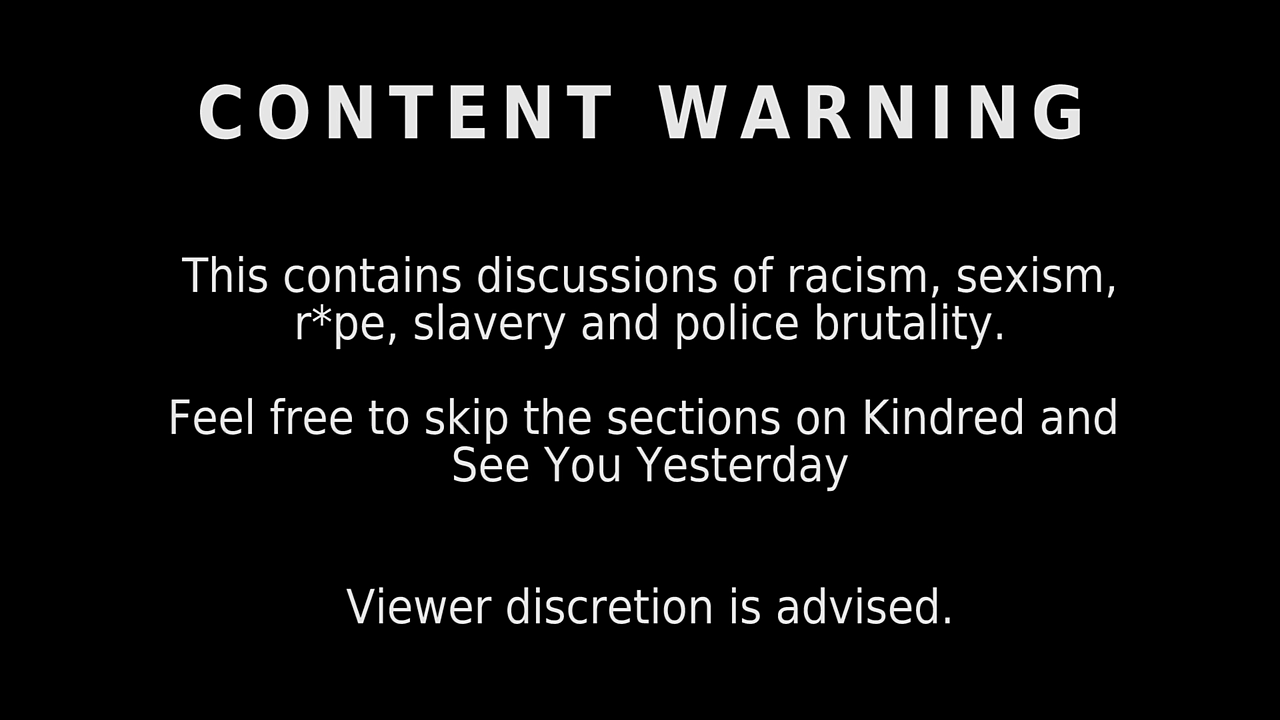 CONTENT WARNING
This contains discussions of racism, sexism,
r*pe, slavery and police brutality.
Feel free to skip the sections on Kindred and
See You Yesterday
Viewer discretion is advised.